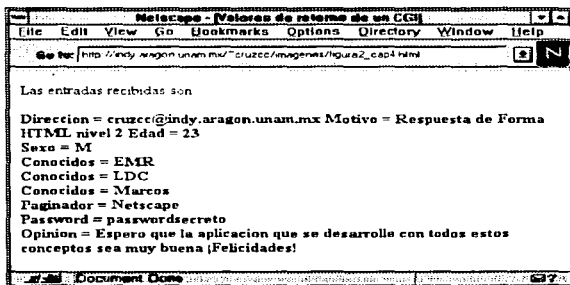 Netscape - [Valores de retorno de un CGI]
File Edit View Go Bookmarks Options Directory Window Help
Go to: http://indy.aragon.unam.mx/~cruzcc/imagenes/figura2_cap4.html
Las entradas recibidas son
Direccion = cruzcc@indy.aragon.unam.mx Motivo = Respuesta de Forma
HTML nivel 2 Edad = 23
Sexo = M
Conocidos = EMR
Conocidos = LDC
Conocidos = Marcos
Paginador = Netscape
Password = passwordsecreto
Opinion = Espero que la aplicacion que se desarrolle con todos estos
conceptos sea muy buena ¡Felicidades!
Document Done